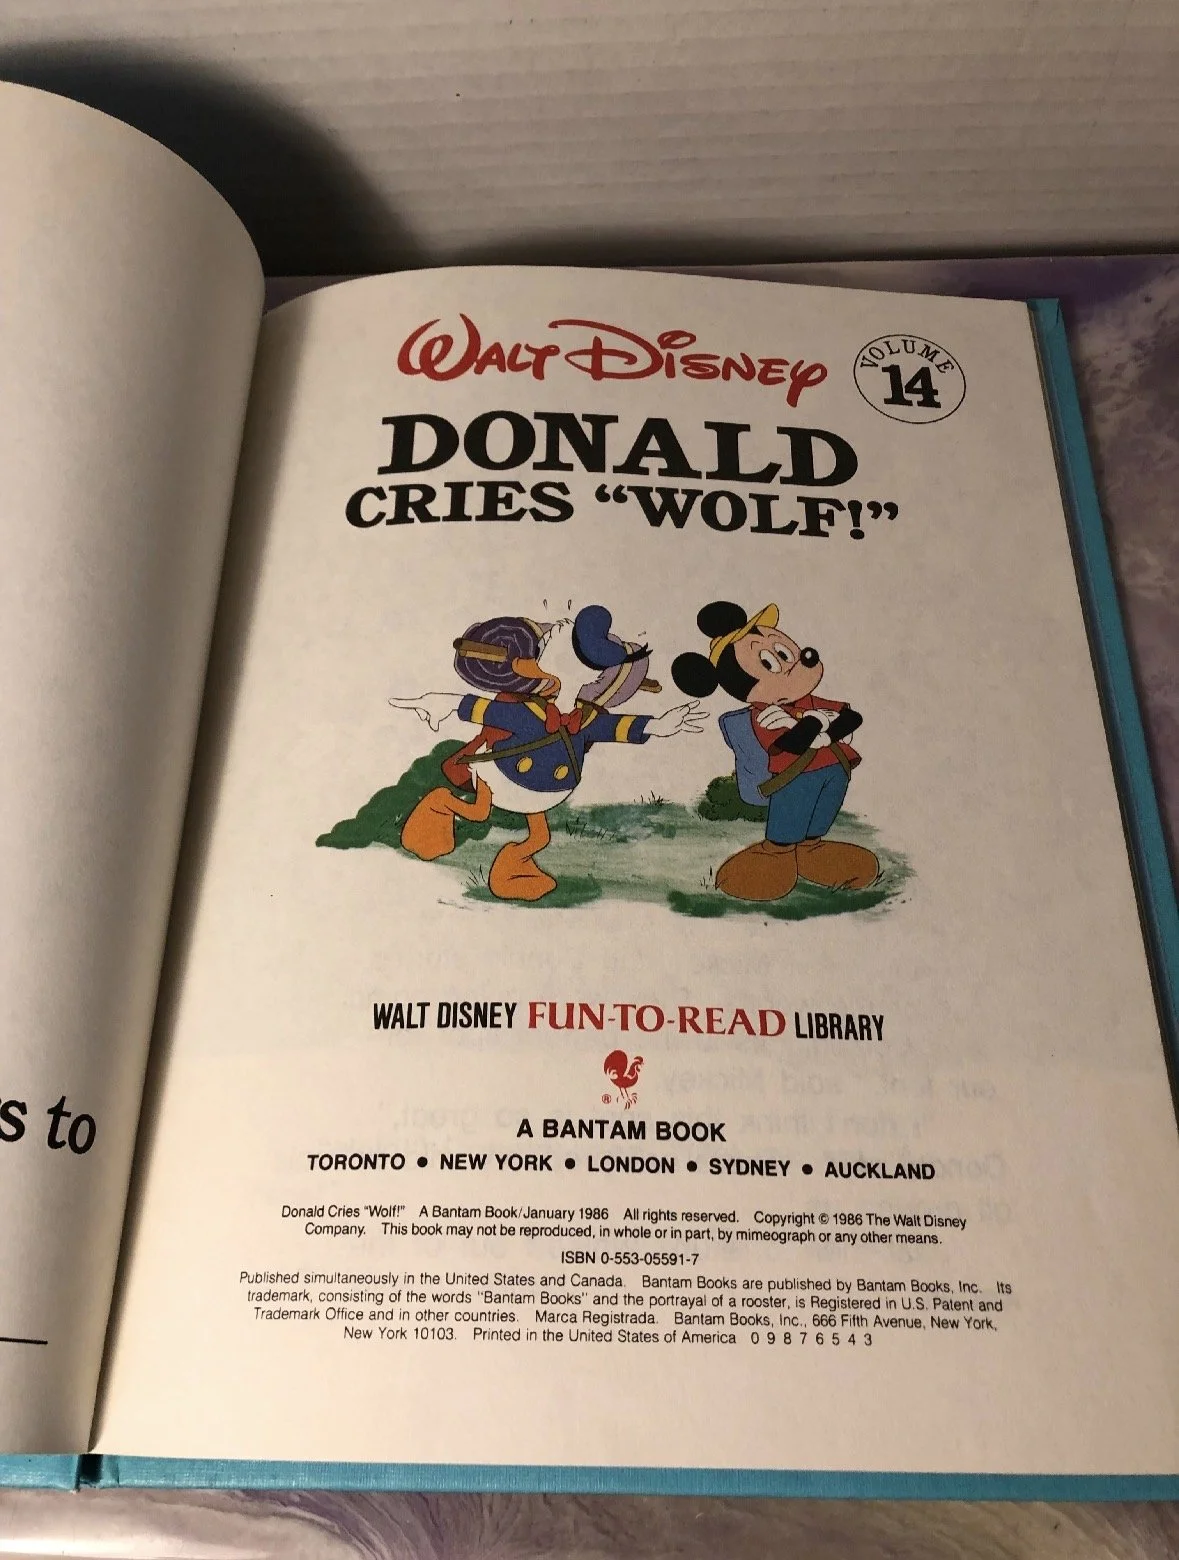 WALT DISNEY
VOLUME
14
DONALD
CRIES “WOLF!”
WALT DISNEY FUN-TO-READ LIBRARY
®
A BANTAM BOOK
TORONTO • NEW YORK • LONDON • SYDNEY • AUCKLAND
Donald Cries "Wolf!" A Bantam Book/January 1986 All rights reserved. Copyright © 1986 The Walt Disney
Company. This book may not be reproduced, in whole or in part, by mimeograph or any other means.
ISBN 0-553-05591-7
Published simultaneously in the United States and Canada. Bantam Books are published by Bantam Books, Inc. Its
trademark, consisting of the words "Bantam Books" and the portrayal of a rooster, is Registered in U.S. Patent and
Trademark Office and in other countries. Marca Registrada. Bantam Books, Inc., 666 Fifth Avenue, New York,
New York 10103. Printed in the United States of America 0 9 8 7 6 5 4 3
s to